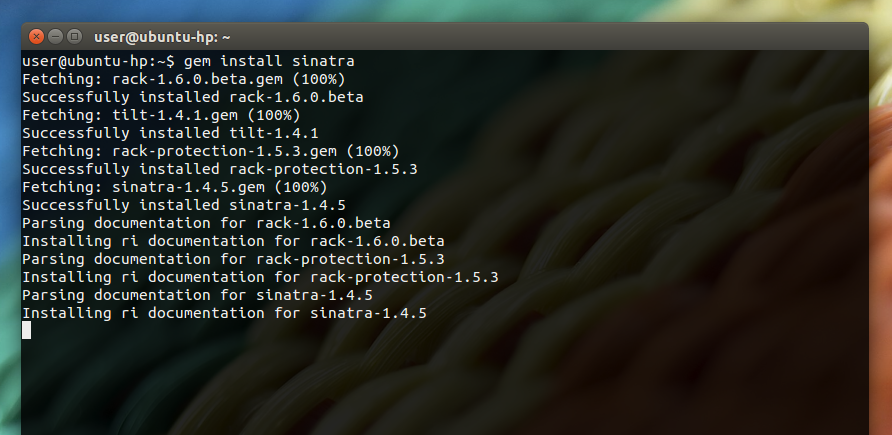 user@ubuntu-hp: ~
user@ubuntu-hp:~$ gem install sinatra
Fetching: rack-1.6.0.beta.gem (100%)
Successfully installed rack-1.6.0.beta
Fetching: tilt-1.4.1.gem (100%)
Successfully installed tilt-1.4.1
Fetching: rack-protection-1.5.3.gem (100%)
Successfully installed rack-protection-1.5.3
Fetching: sinatra-1.4.5.gem (100%)
Successfully installed sinatra-1.4.5
Parsing documentation for rack-1.6.0.beta
Installing ri documentation for rack-1.6.0.beta
Parsing documentation for rack-protection-1.5.3
Installing ri documentation for rack-protection-1.5.3
Parsing documentation for sinatra-1.4.5
Installing ri documentation for sinatra-1.4.5